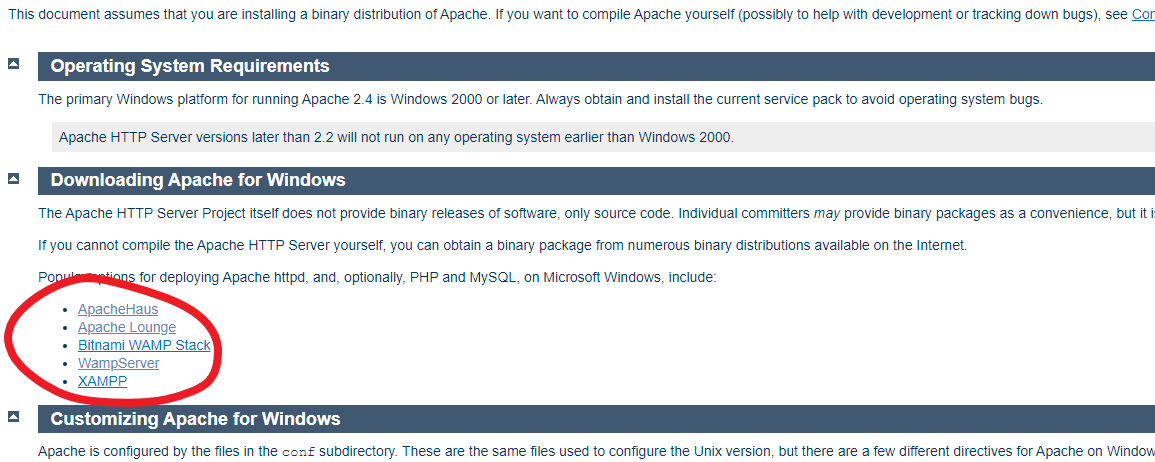 This document assumes that you are installing a binary distribution of Apache. If you want to compile Apache yourself (possibly to help with development or tracking down bugs), see
Operating System Requirements
The primary Windows platform for running Apache 2.4 is Windows 2000 or later. Always obtain and install the current service pack to avoid operating system bugs.
Apache HTTP Server versions later than 2.2 will not run on any operating system earlier than Windows 2000.
Downloading Apache for Windows
The Apache HTTP Server Project itself does not provide binary releases of software, only source code. Individual committers may provide binary packages as a convenience, but it
If you cannot compile the Apache HTTP Server yourself, you can obtain a binary package from numerous binary distributions available on the Internet.
Popular options for deploying Apache httpd, and, optionally, PHP and MySQL, on Microsoft Windows, include:
ApacheHaus
Apache Lounge
Bitnami WAMP Stack
WampServer
XAMPP
Customizing Apache for Windows
Apache is configured by the files in the conf subdirectory. These are the same files used to configure the Unix version, but there are a few different directives for Apache on